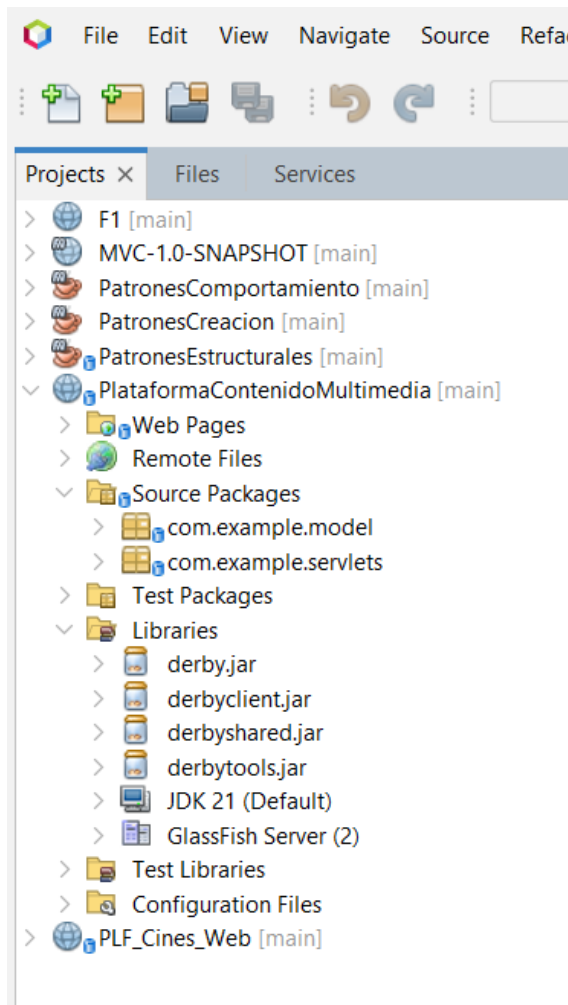 File Edit View Navigate Source Refa
Projects Files Services
F1 [main]
MVC-1.0-SNAPSHOT [main]
PatronesComportamiento [main]
PatronesCreacion [main]
PatronesEstructurales [main]
PlataformaContenidoMultimedia [main]
Web Pages
Remote Files
Source Packages
com.example.model
com.example.servlets
Test Packages
Libraries
derby.jar
derbyclient.jar
derbyshared.jar
derbytools.jar
JDK 21 (Default)
GlassFish Server (2)
Test Libraries
Configuration Files
PLF_Cines_Web [main]